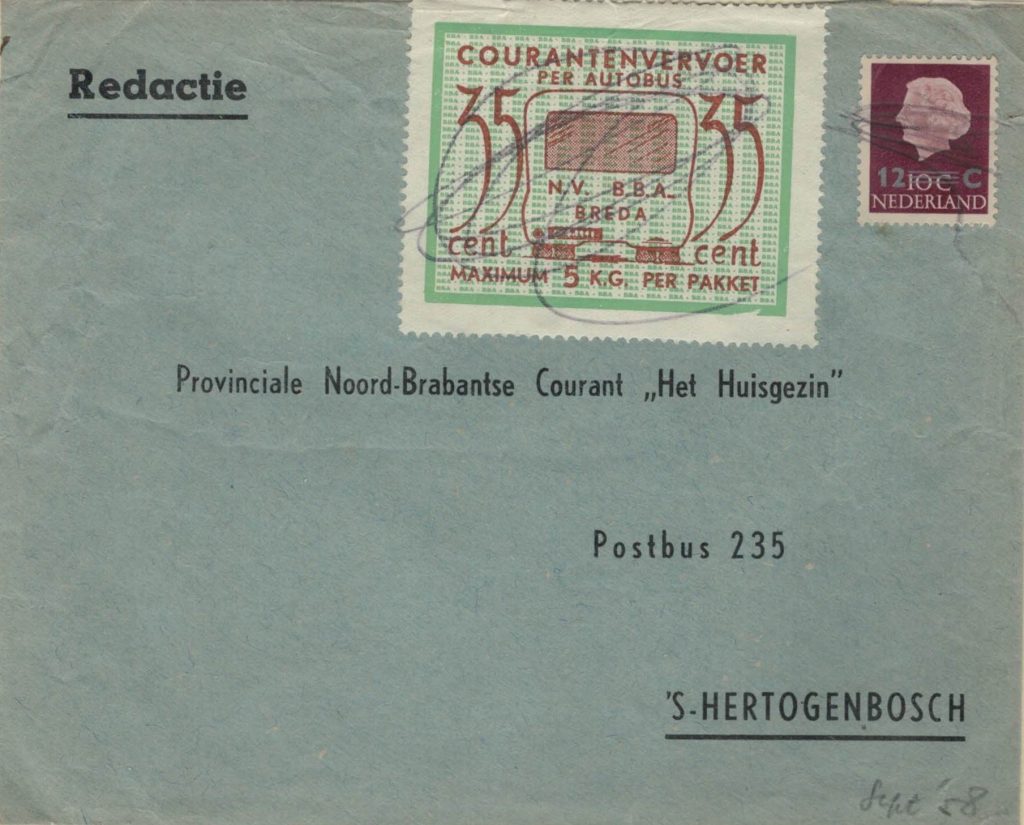 Redactie
COURANTENVERVOER
PER AUTOBUS
35 35
N.V. B.B.A.
BREDA
cent cent
MAXIMUM 5 K.G. PER PAKKET
12 10 C C
NEDERLAND
Provinciale Noord-Brabantse Courant „Het Huisgezin”
Postbus 235
'S-HERTOGENBOSCH
Sept '58